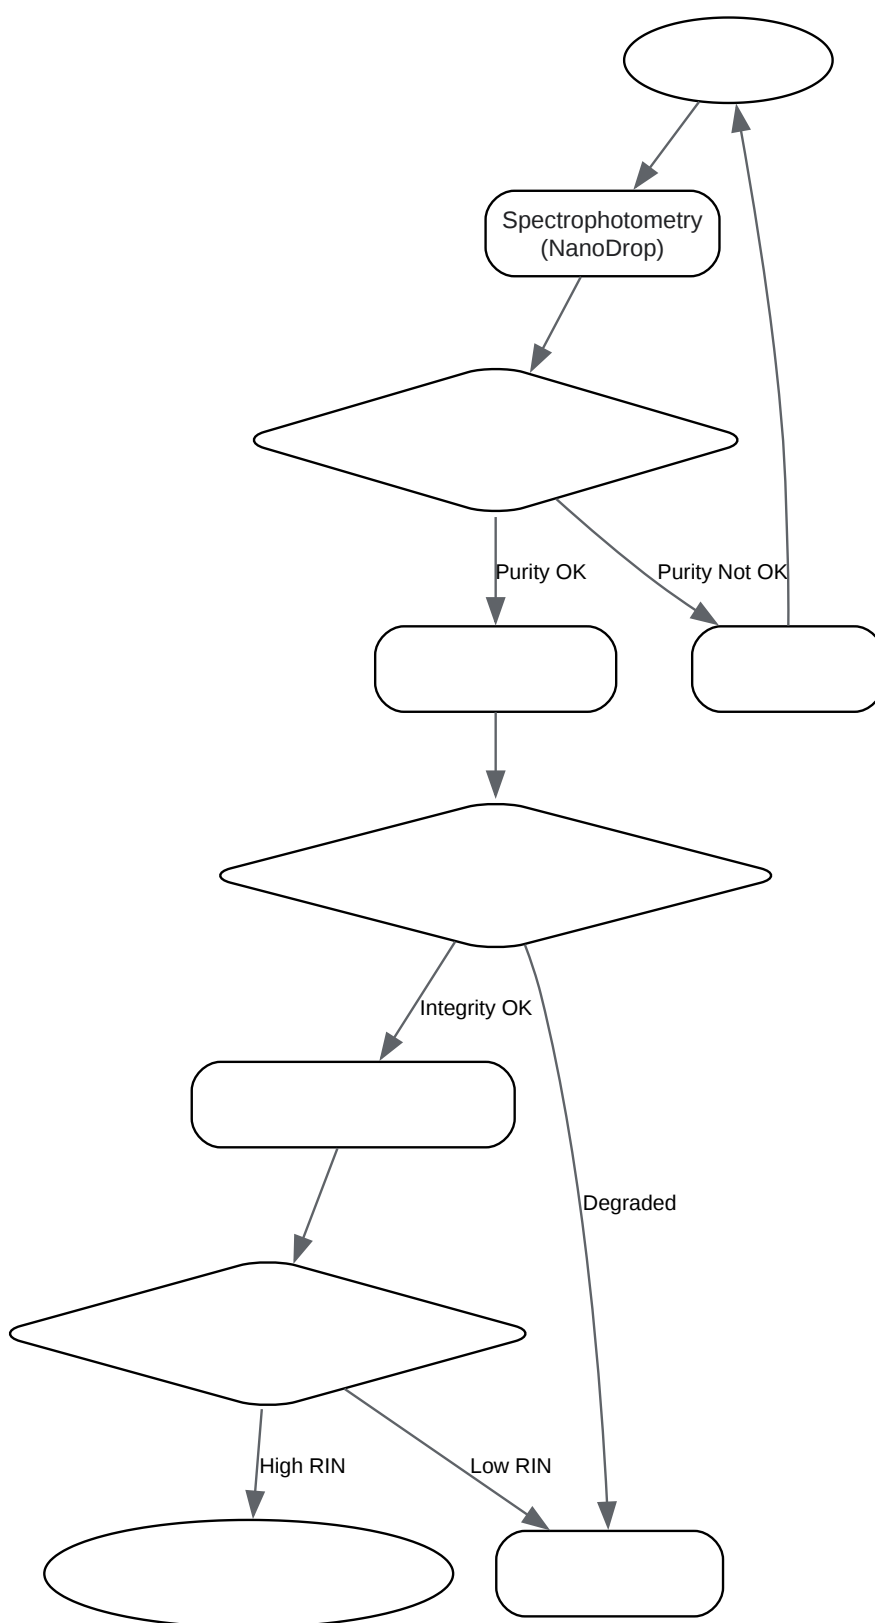 Spectrophotometry
(NanoDrop)
Purity OK
Purity Not OK
Integrity OK
Degraded
High RIN
Low RIN